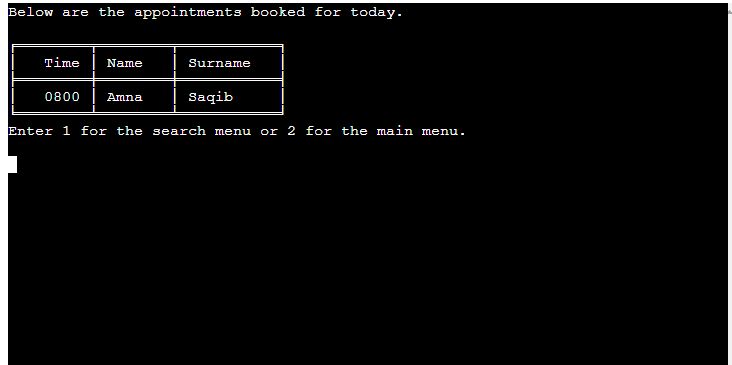 Below are the appointments booked for today.
Time Name Surname
0800 Amna Saqib
Enter 1 for the search menu or 2 for the main menu.